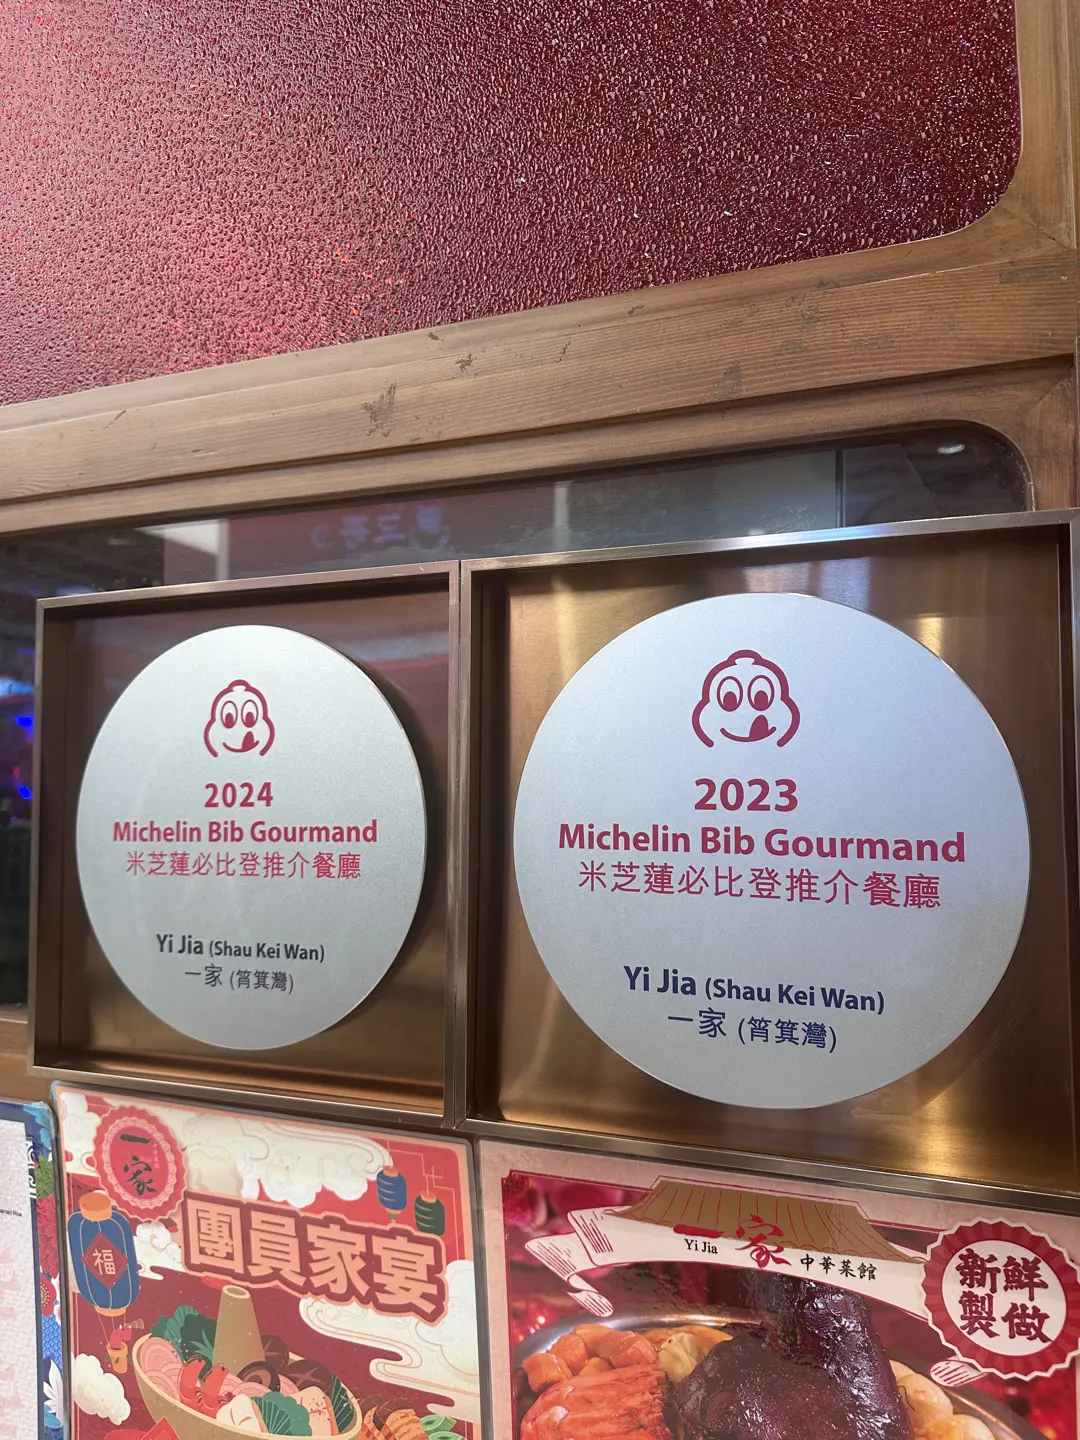 2024
Michelin Bib Gourmand
米芝蓮必比登推介餐廳
Yi Jia (Shau Kei Wan)
一家 (筲箕灣)
2023
Michelin Bib Gourmand
米芝蓮必比登推介餐廳
Yi Jia (Shau Kei Wan)
一家 (筲箕灣)
一家
團員家宴
福
一家
Yi Jia
中華菜館
新鮮
製做